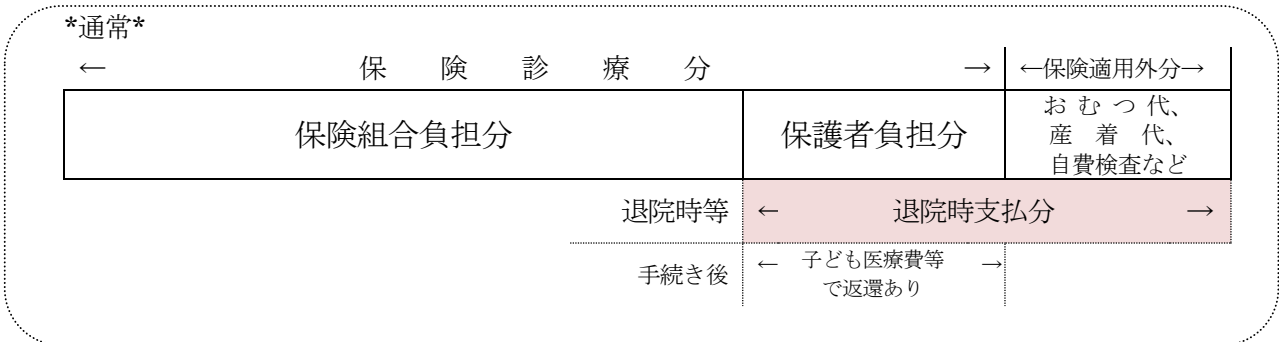 *通常*
← 保 険 診 療 分 → ←保険適用外分→
保険組合負担分 保護者負担分 おむつ代、
産着代、
自費検査など
退院時等 ← 退院時支払分 →
手続き後 ← 子ども医療費等 →
で返還あり